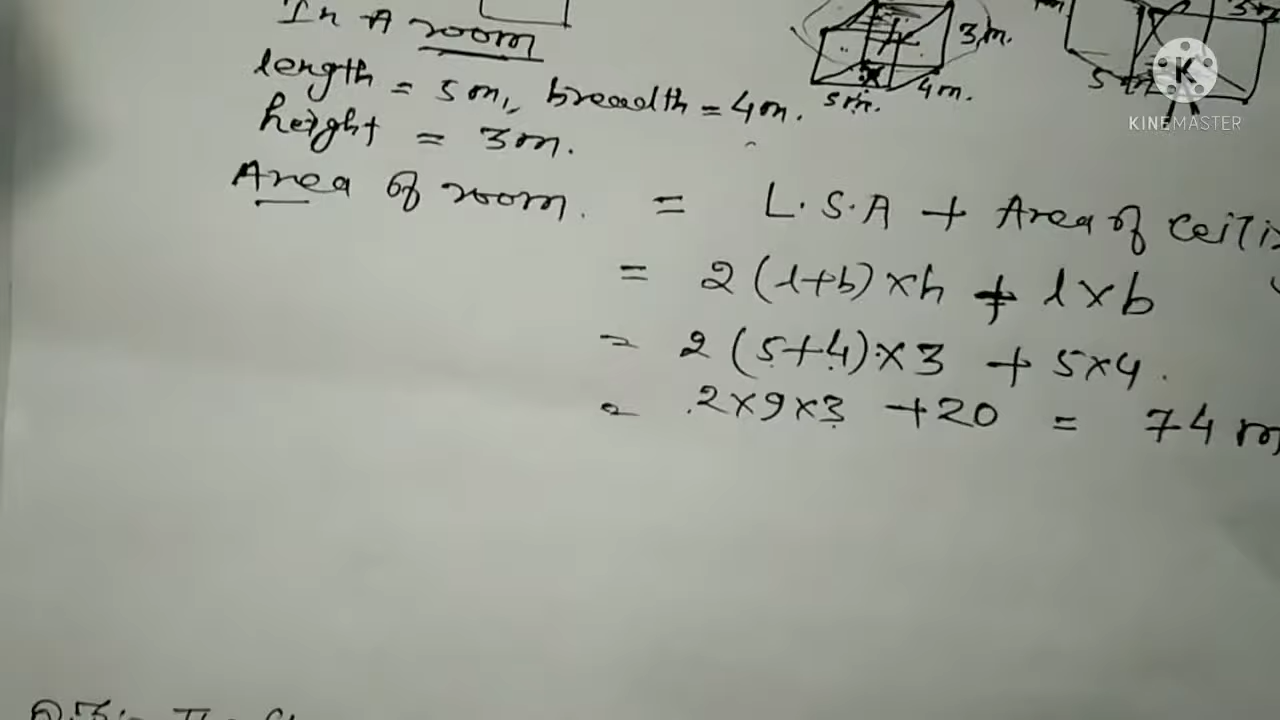 In A room
3 m.
5m.
4m.
length = 5m, breadth = 4m.
height = 3m.
KINEMASTER
Area of room. = L.S.A + Area of ceili
= 2(l+b)×h + l×b
= 2(5+4)×3 + 5×4.
= 2×9×3 +20 = 74 m